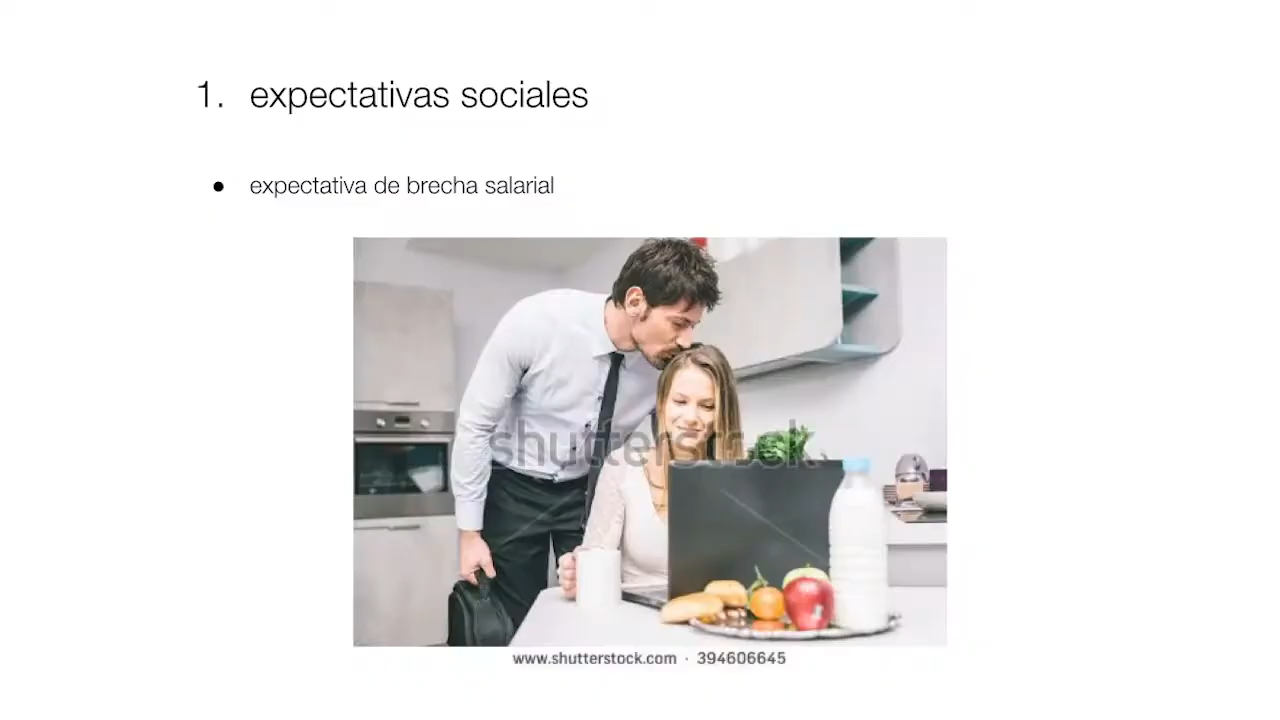 1. expectativas sociales
● expectativa de brecha salarial
shutterstock
www.shutterstock.com · 394606645